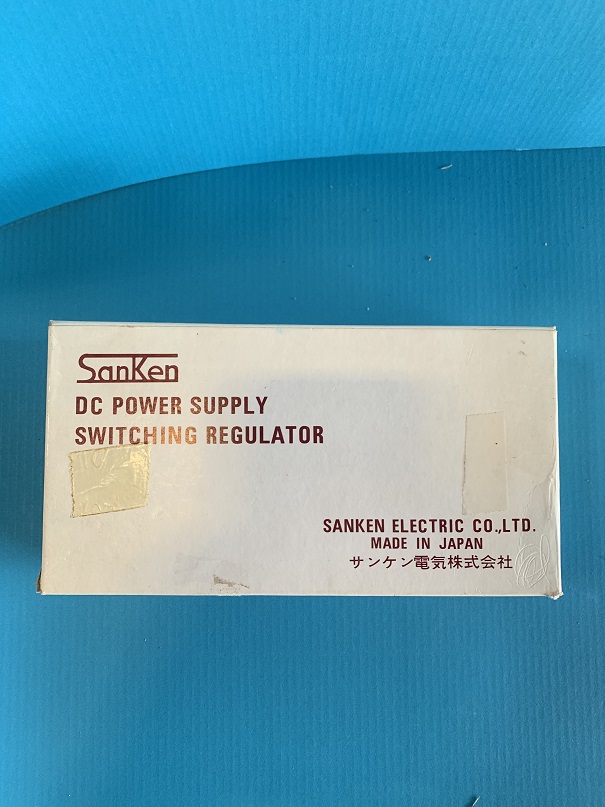 SanKen
DC POWER SUPPLY
SWITCHING REGULATOR
SANKEN ELECTRIC CO.,LTD.
MADE IN JAPAN
サンケン電気株式会社